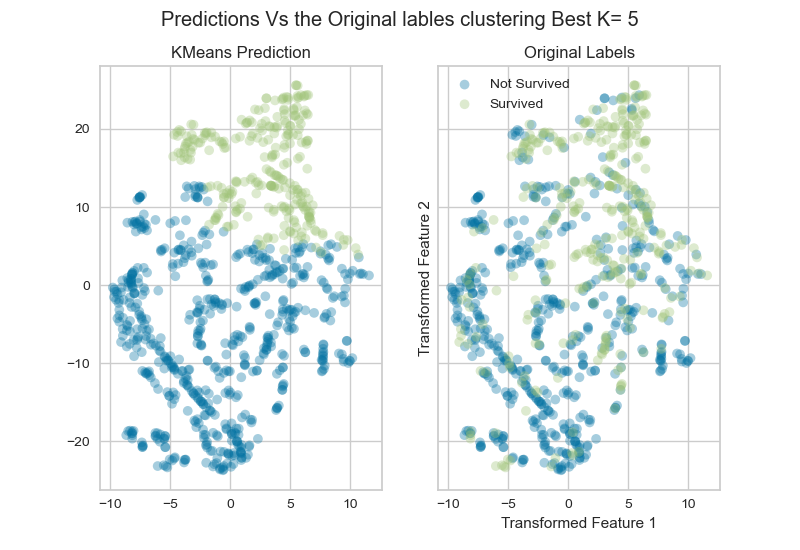 Predictions Vs the Original lables clustering Best K= 5
KMeans Prediction
20
10
0
−10
−20
−10 −5 0 5 10
Original Labels
Not Survived
Survived
Transformed Feature 2
−10 −5 0 5 10
Transformed Feature 1